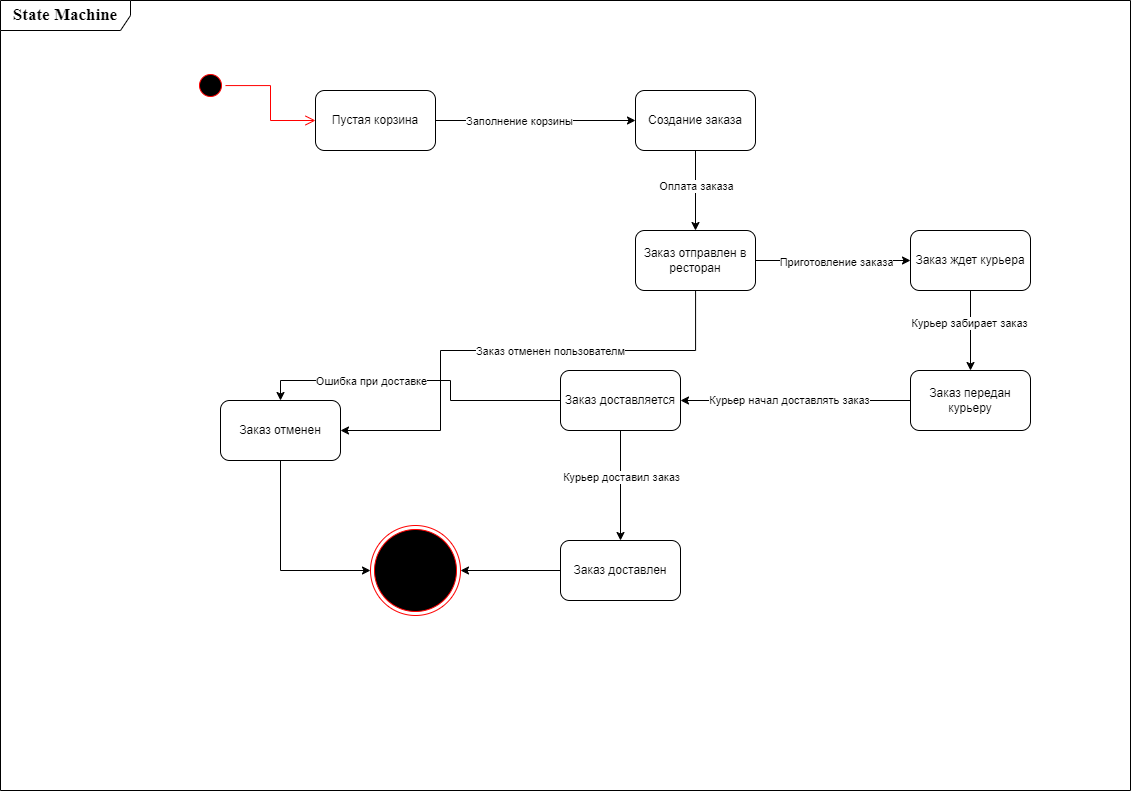 State Machine
Пустая корзина
Заполнение корзины
Создание заказа
Оплата заказа
Заказ отправлен в
ресторан
Приготовление заказа
Заказ ждет курьера
Курьер забирает заказ
Заказ отменен пользователм
Ошибка при доставке
Заказ доставляется
Курьер начал доставлять заказ
Заказ передан
курьеру
Заказ отменен
Курьер доставил заказ
Заказ доставлен